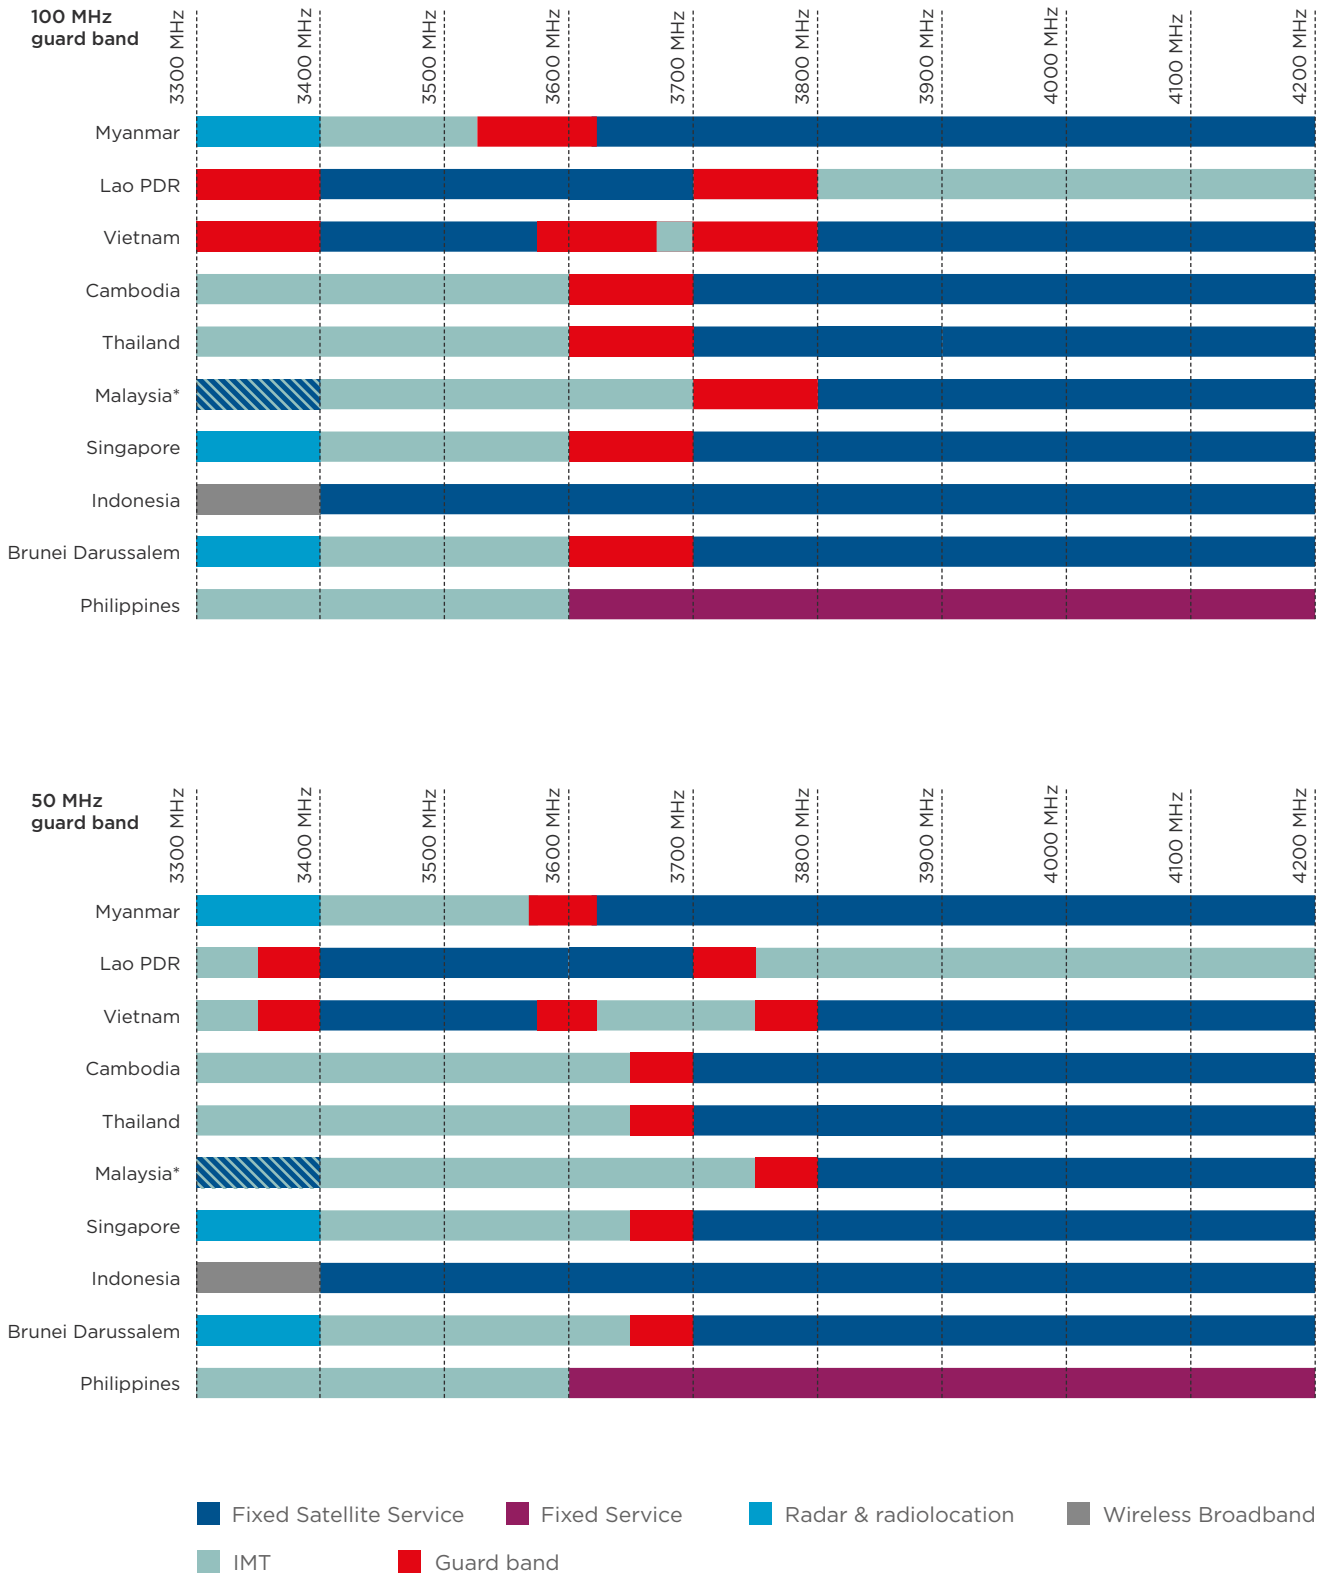 100 MHz
guard band
3300 MHz
3400 MHz
3500 MHz
3600 MHz
3700 MHz
3800 MHz
3900 MHz
4000 MHz
4100 MHz
4200 MHz
Myanmar
Lao PDR
Vietnam
Cambodia
Thailand
Malaysia*
Singapore
Indonesia
Brunei Darussalem
Philippines
50 MHz
guard band
3300 MHz
3400 MHz
3500 MHz
3600 MHz
3700 MHz
3800 MHz
3900 MHz
4000 MHz
4100 MHz
4200 MHz
Myanmar
Lao PDR
Vietnam
Cambodia
Thailand
Malaysia*
Singapore
Indonesia
Brunei Darussalem
Philippines
Fixed Satellite Service Fixed Service Radar & radiolocation Wireless Broadband
IMT Guard band